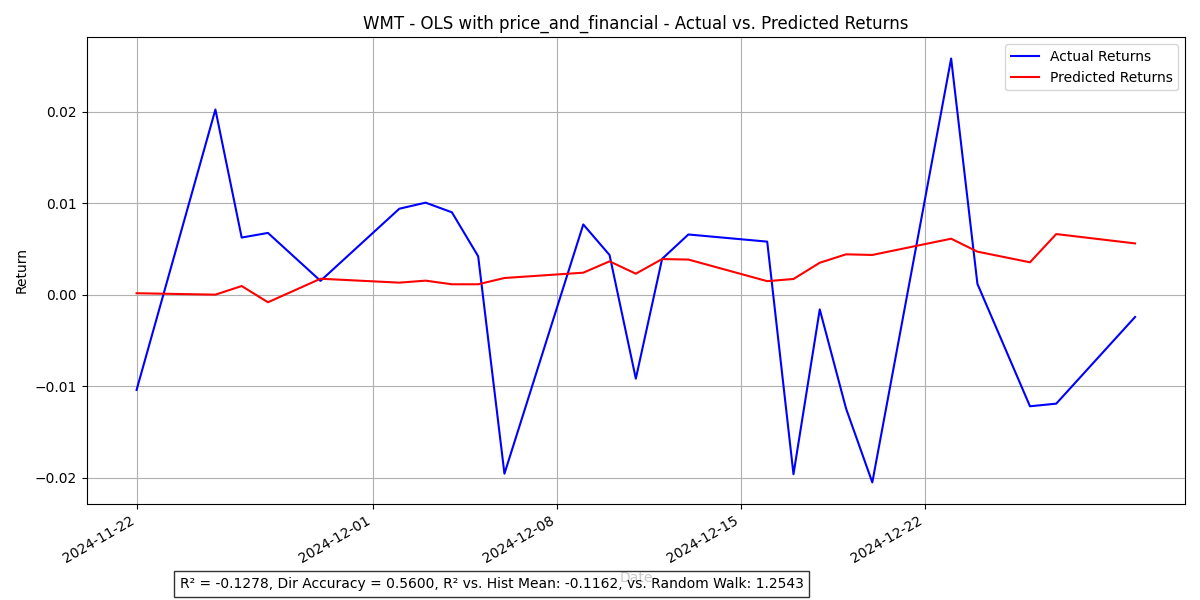 WMT - OLS with price_and_financial - Actual vs. Predicted Returns
Actual Returns
Predicted Returns
Return
0.02
0.01
0.00
−0.01
−0.02
2024-11-22
2024-12-01
2024-12-08
2024-12-15
2024-12-22
Date
R² = -0.1278, Dir Accuracy = 0.5600, R² vs. Hist Mean: -0.1162, vs. Random Walk: 1.2543